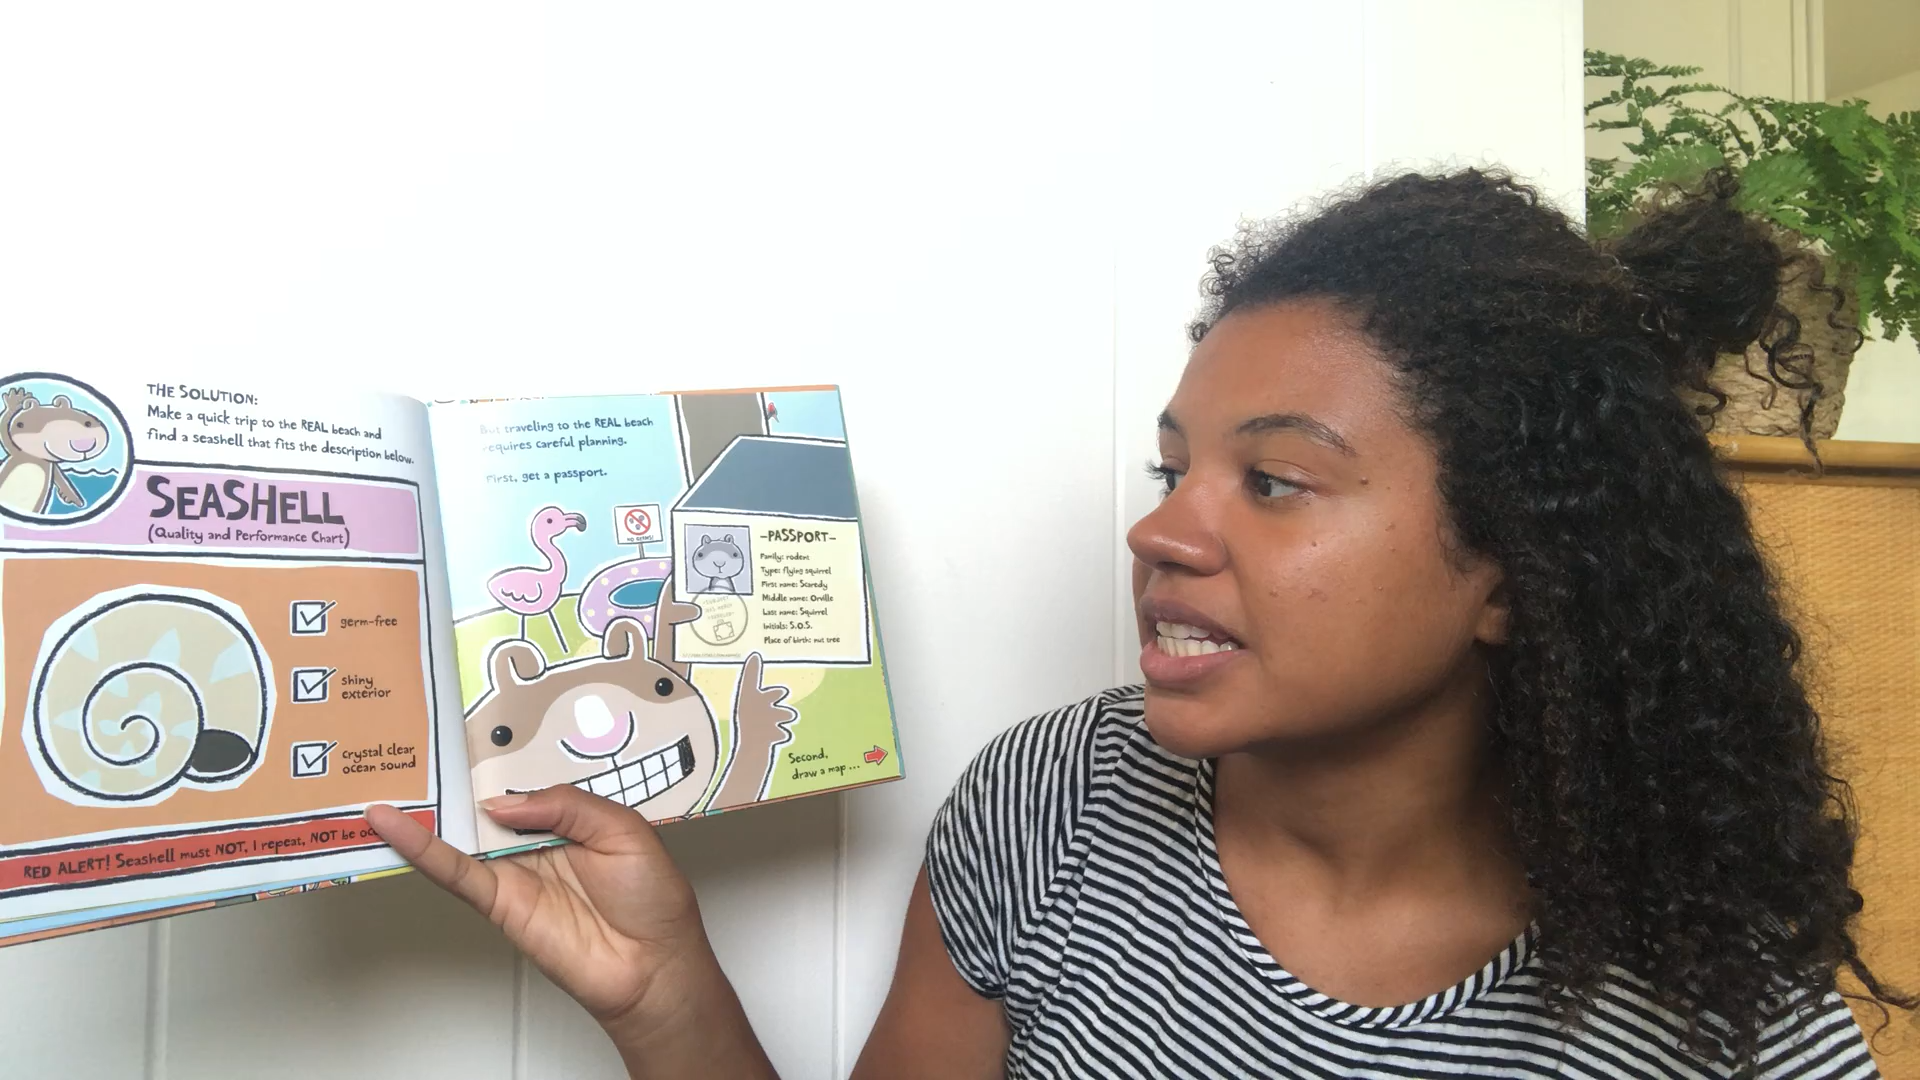 THE SOLUTION:
Make a quick trip to the REAL beach and
find a seashell that fits the description below.
SEASHELL
(Quality and Performance Chart)
germ-free
shiny
exterior
crystal clear
ocean sound
RED ALERT! Seashell must NOT, I repeat, NOT be
But traveling to the REAL beach
requires careful planning.
First, get a passport.
NO GERMS!
-PASSPORT-
Family: rodent
Type: flying squirrel
First name: Scaredy
Middle name: Orville
Last name: Squirrel
Initials: S.O.S.
Place of birth: nut tree
Second,
draw a map...